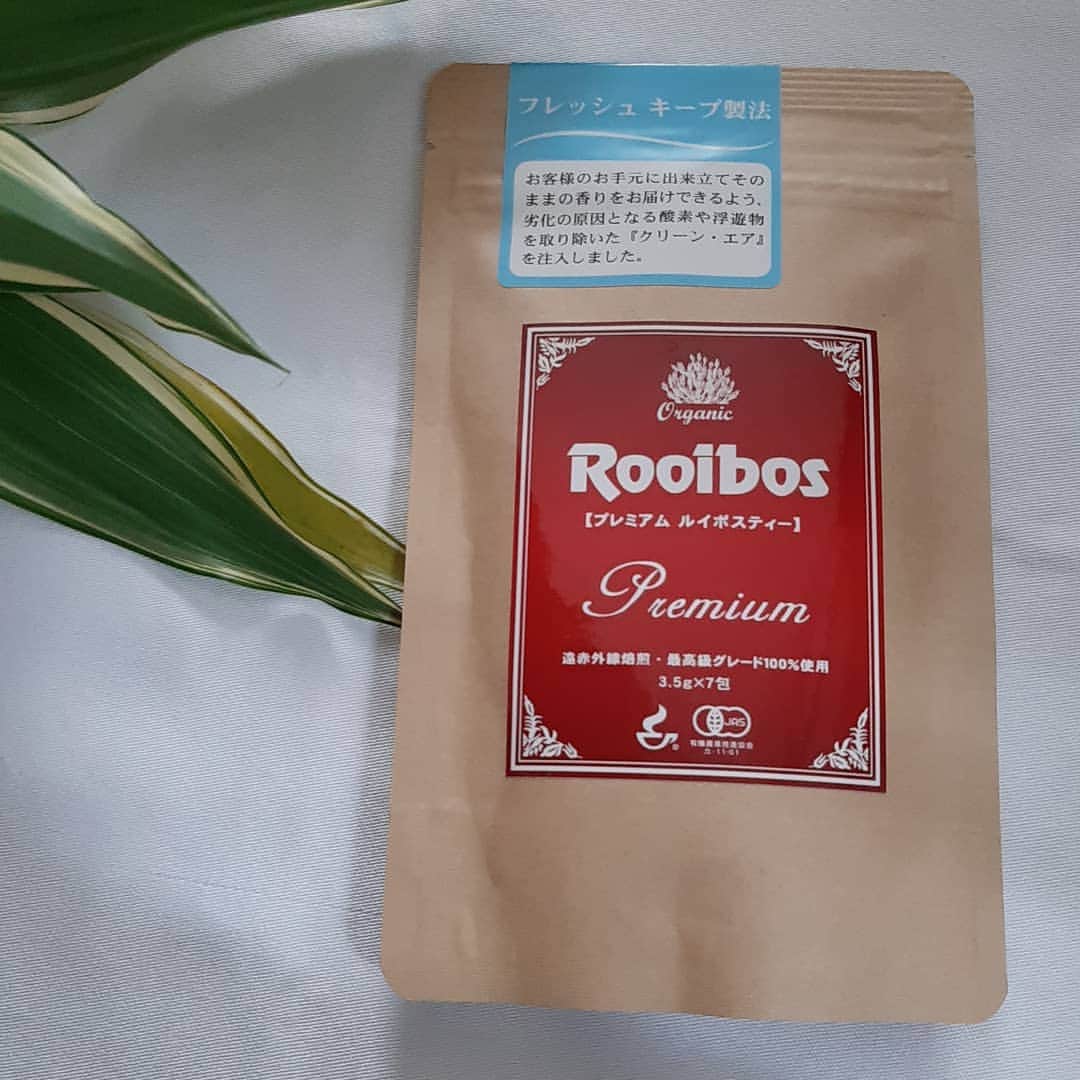 フレッシュ キープ製法
お客様のお手元に出来立てその
ままの香りをお届けできるよう、
劣化の原因となる酸素や浮遊物
を取り除いた『クリーン・エア』
を注入しました。
Organic
Rooibos
【プレミアム ルイボスティー】
Premium
遠赤外線焙煎・最高級グレード100%使用
3.5g×7包
JAS